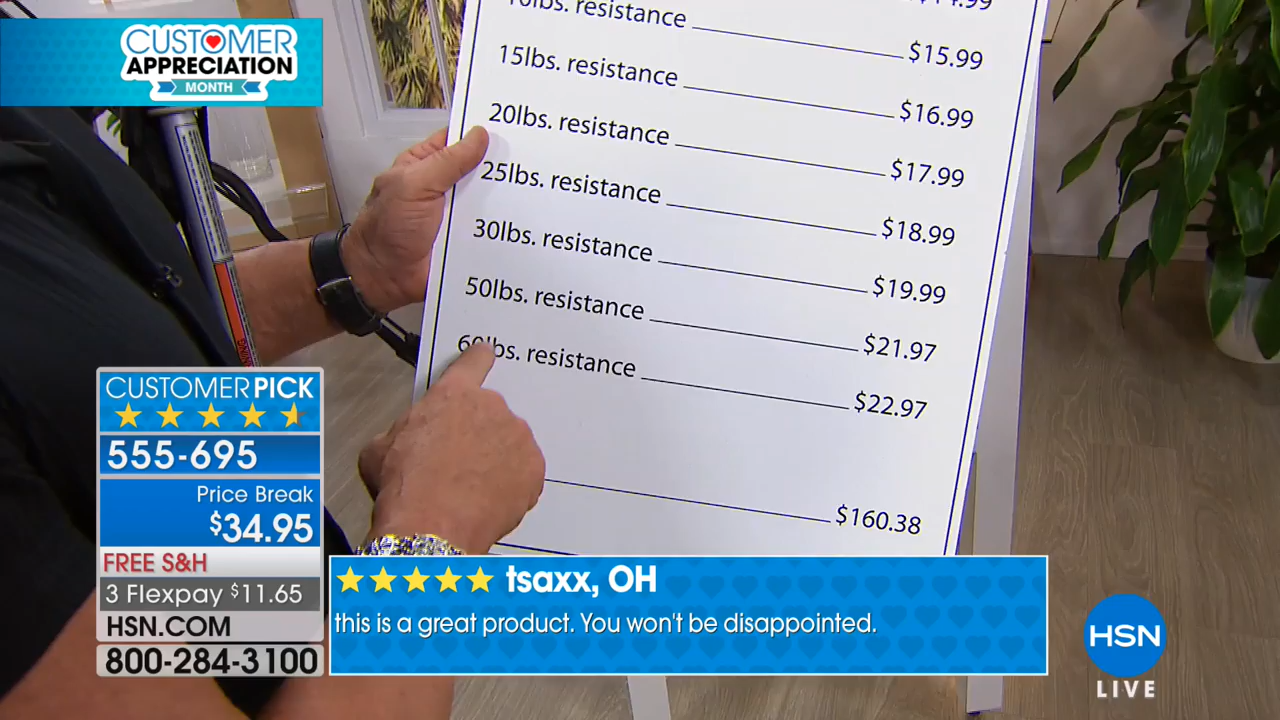 CUSTOMER
APPRECIATION
MONTH
resistance
15lbs. resistance $15.99
20lbs. resistance $16.99
25lbs. resistance $17.99
30lbs. resistance $18.99
50lbs. resistance $19.99
60lbs. resistance $21.97
$22.97
$160.38
WARNING
CUSTOMER PICK
555-695
Price Break
$34.95
FREE S&H
3 Flexpay $11.65
HSN.COM
800-284-3100
tsaxx, OH
this is a great product. You won't be disappointed.
HSN
LIVE